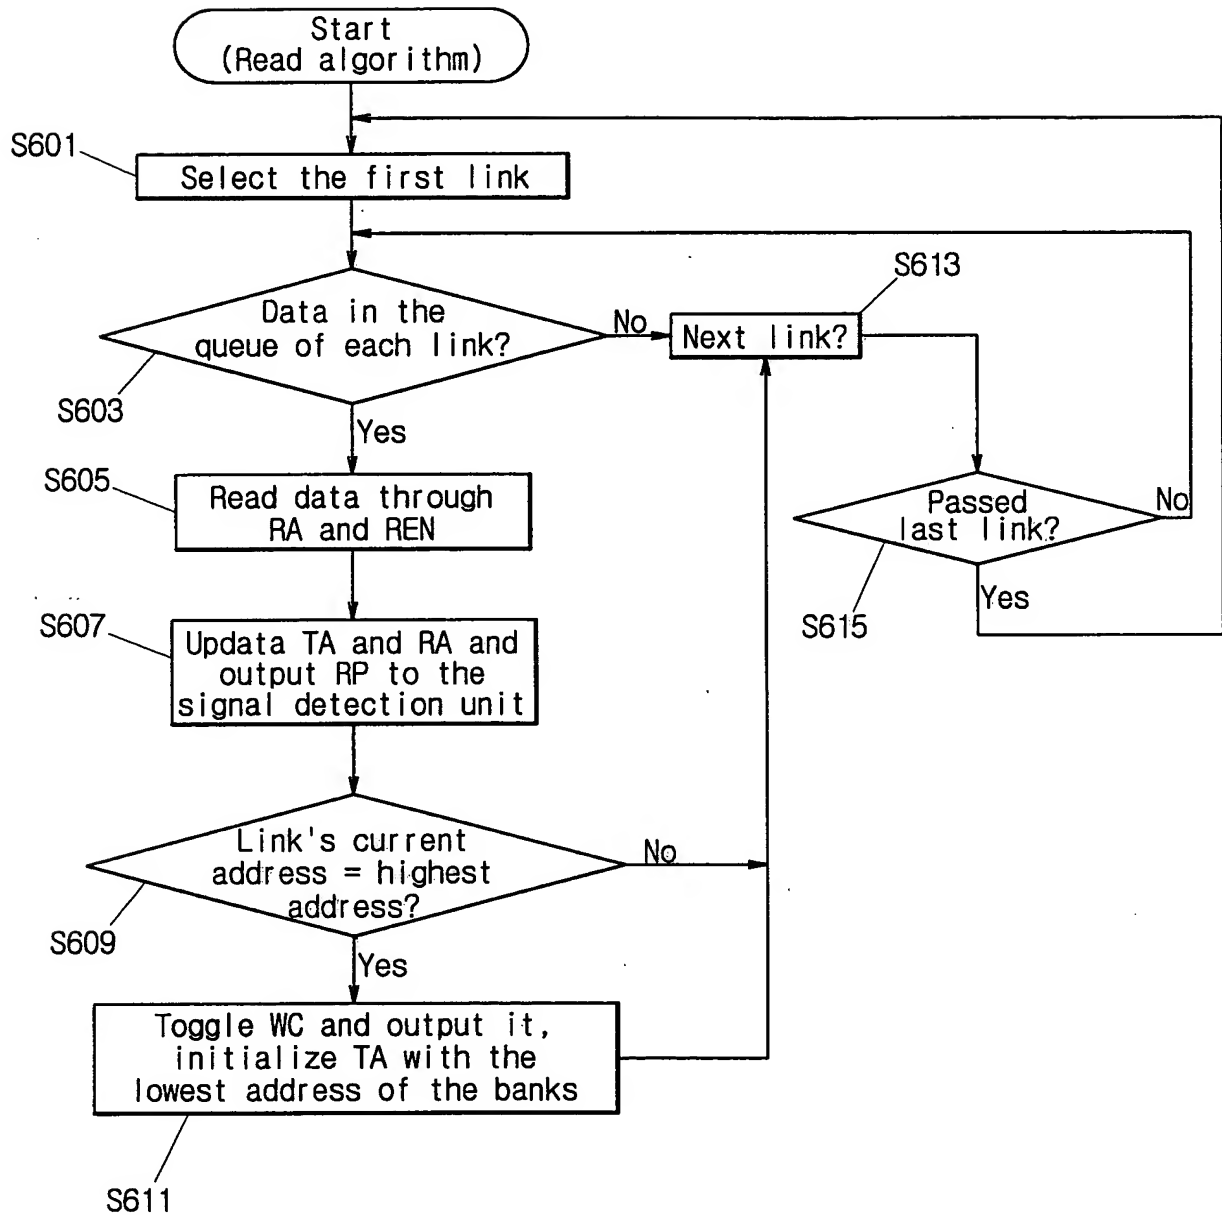 Start
(Read algorithm)
S601
Select the first link
S613
Data in the
queue of each link?
No
Next link?
S603
Yes
S605
Read data through
RA and REN
Passed
last link?
No
Yes
S615
S607
Updata TA and RA and
output RP to the
signal detection unit
Link's current
address = highest
address?
No
S609
Yes
Toggle WC and output it,
initialize TA with the
lowest address of the banks
S611